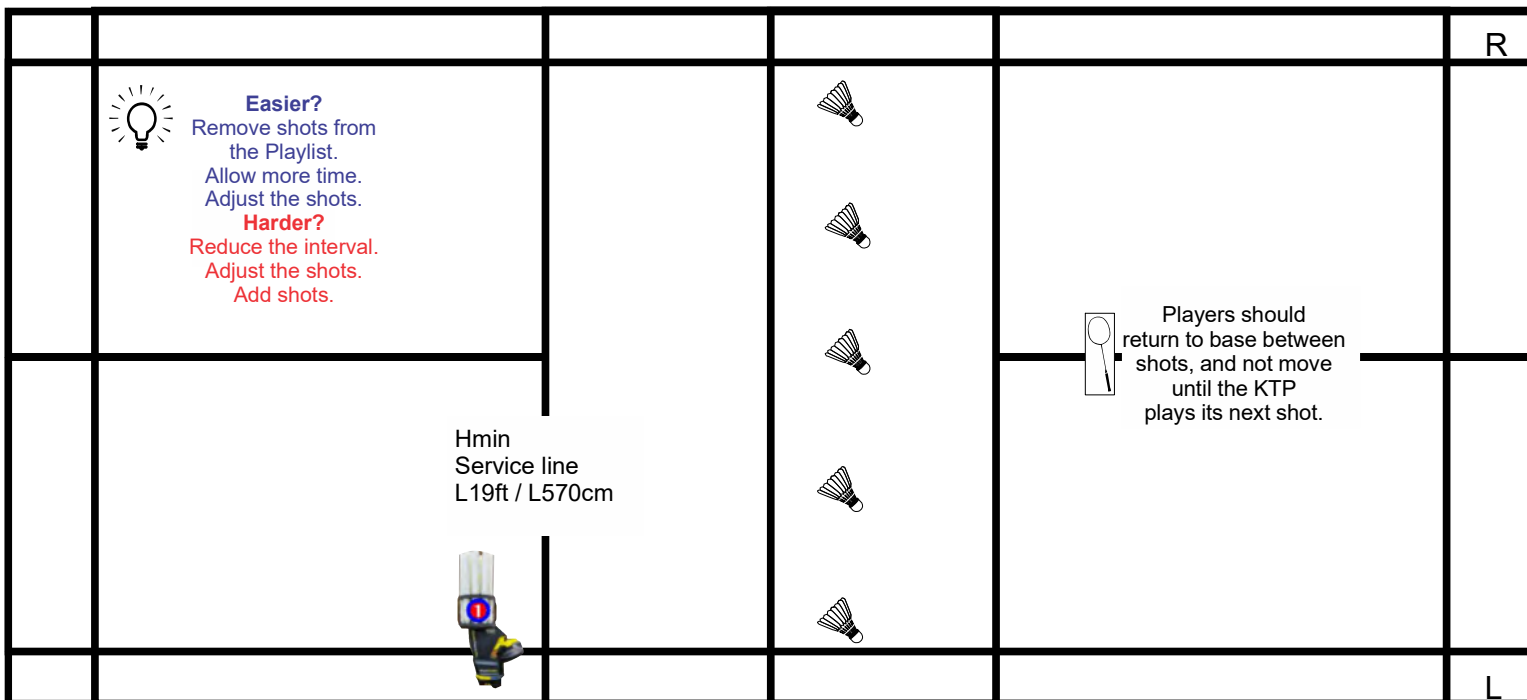 R
Easier?
Remove shots from
the Playlist.
Allow more time.
Adjust the shots.
Harder?
Reduce the interval.
Adjust the shots.
Add shots.
Players should
return to base between
shots, and not move
until the KTP
plays its next shot.
Hmin
Service line
L19ft / L570cm
1
L